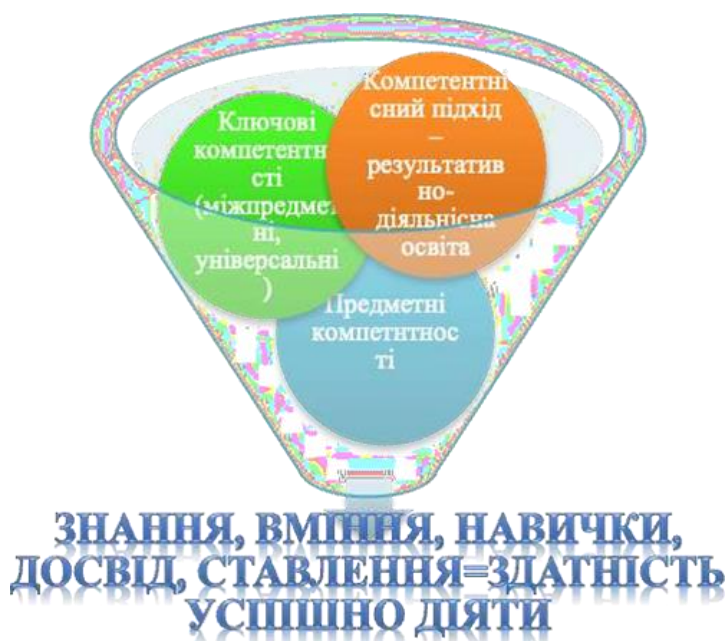 Ключові
компетентн
сті
(міжпредмет
ні,
універсальні
)
Компетентні
сний підхід
–
результатив
но-
діяльнісна
освіта
Предметні
компетнтнос
ті
ЗНАННЯ, ВМІННЯ, НАВИЧКИ,
ДОСВІД, СТАВЛЕННЯ=ЗДАТНІСТЬ
УСПІШНО ДІЯТИ